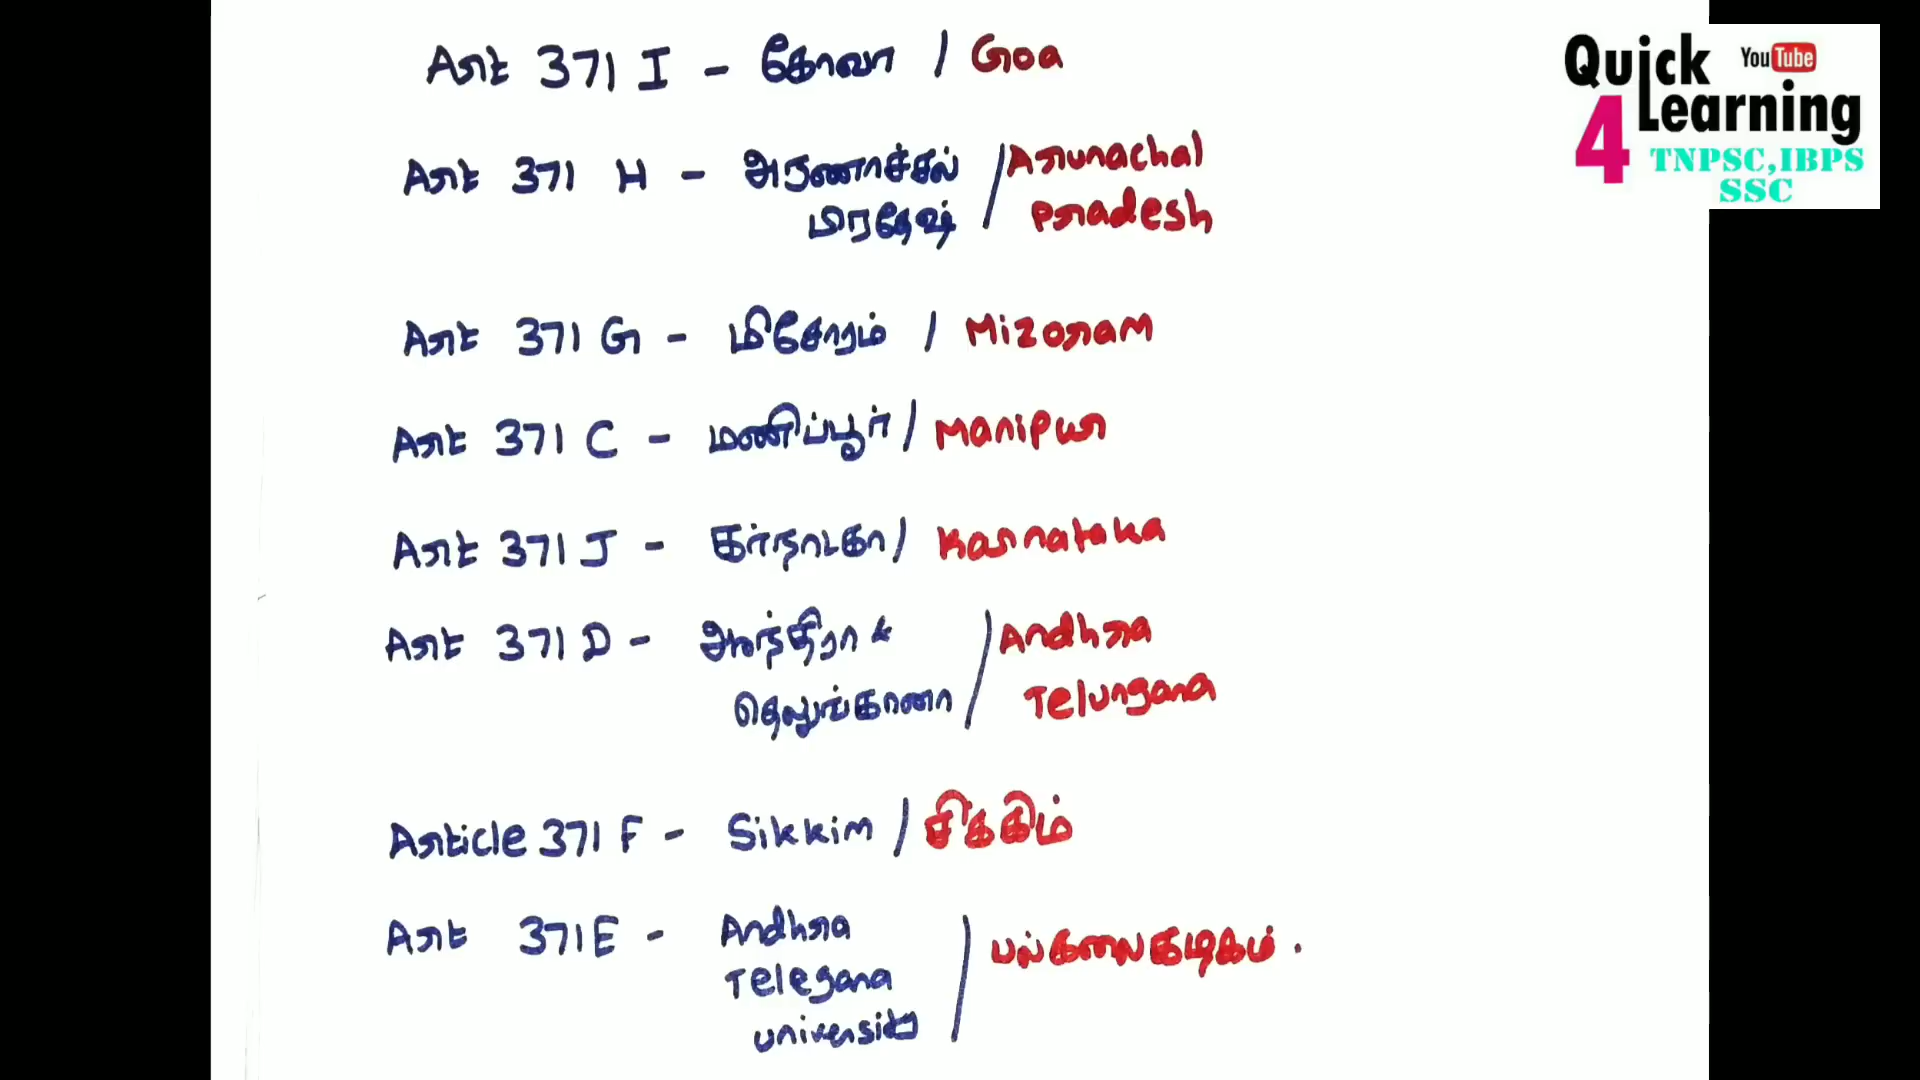 Art 371 I - கோவா / Goa
Art 371 H - அருணாச்சல் / Arunachal
பிரதேஷ் Pradesh
Art 371 G - மிசோரம் / Mizoram
Art 371 C - மணிப்பூர் / Manipur
Art 371 J - கர்நாடகா / Karnataka
Art 371 D - ஆந்திரா & / Andhra
தெலுங்கானா Telungana
Article 371 F - Sikkim / சிக்கிம்
Art 371 E - Andhra / பல்கலைகழகம்.
Telegana
university
Quick YouTube
4 Learning
TNPSC,IBPS
SSC